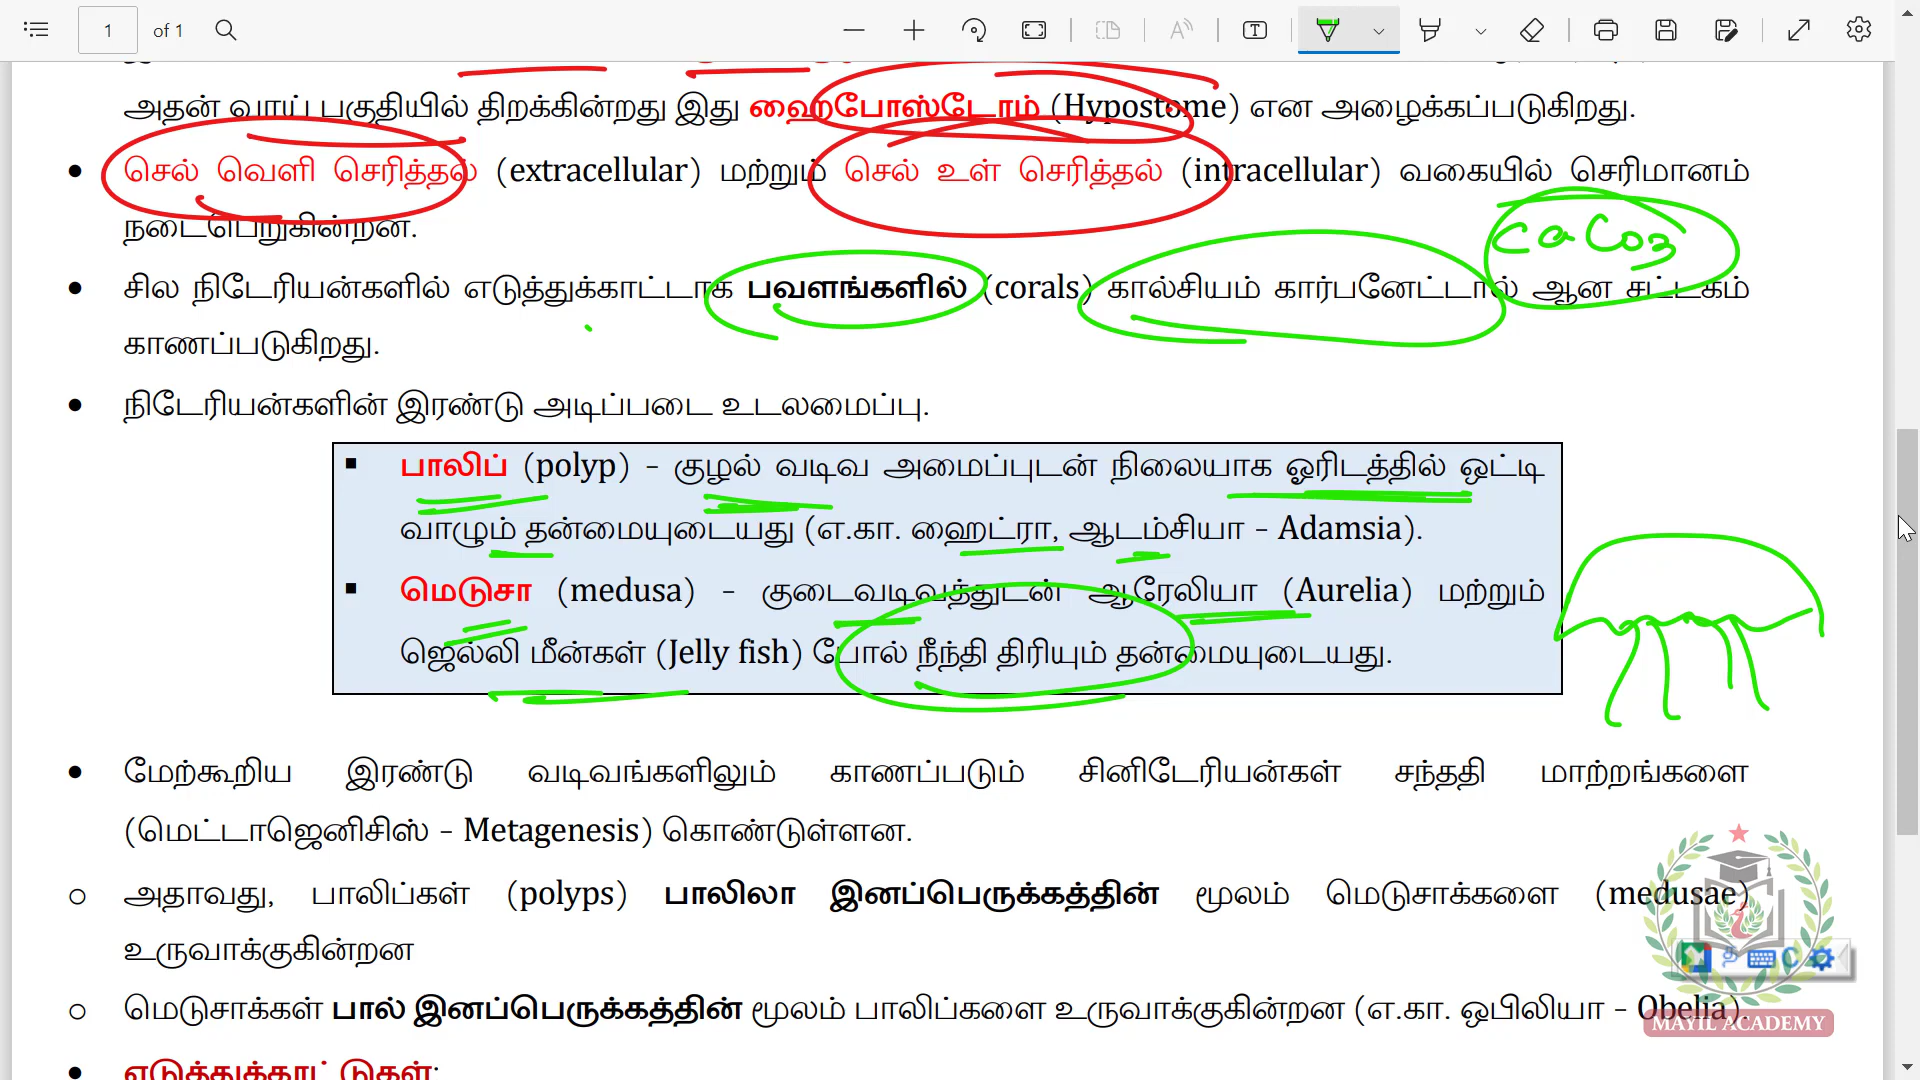 1 of 1
அதன் வாய் பகுதியில் திறக்கின்றது இது ஹைபோஸ்டோம் (Hypostome) என அழைக்கப்படுகிறது.
• செல் வெளி செரித்தல் (extracellular) மற்றும் செல் உள் செரித்தல் (intracellular) வகையில் செரிமானம்
நடைபெறுகின்றன.
CaCO3
• சில நிடேரியன்களில் எடுத்துக்காட்டாக பவளங்களில் (corals) கால்சியம் கார்பனேட்டால் ஆன சட்டகம்
காணப்படுகிறது.
• நிடேரியன்களின் இரண்டு அடிப்படை உடலமைப்பு.
▪ பாலிப் (polyp) – குழல் வடிவ அமைப்புடன் நிலையாக ஓரிடத்தில் ஒட்டி
வாழும் தன்மையுடையது (எ.கா. ஹைட்ரா, ஆடம்சியா – Adamsia).
▪ மெடுசா (medusa) – குடைவடிவத்துடன் ஆரேலியா (Aurelia) மற்றும்
ஜெல்லி மீன்கள் (Jelly fish) போல் நீந்தி திரியும் தன்மையுடையது.
• மேற்கூறிய இரண்டு வடிவங்களிலும் காணப்படும் சினிடேரியன்கள் சந்ததி மாற்றங்களை
(மெட்டாஜெனிசிஸ் – Metagenesis) கொண்டுள்ளன.
○ அதாவது, பாலிப்கள் (polyps) பாலிலா இனப்பெருக்கத்தின் மூலம் மெடுசாக்களை (medusae)
உருவாக்குகின்றன
○ மெடுசாக்கள் பால் இனப்பெருக்கத்தின் மூலம் பாலிப்களை உருவாக்குகின்றன (எ.கா. ஒபிலியா – Obelia).
MAYIL ACADEMY
• எடுத்துக்காட்டுகள்: